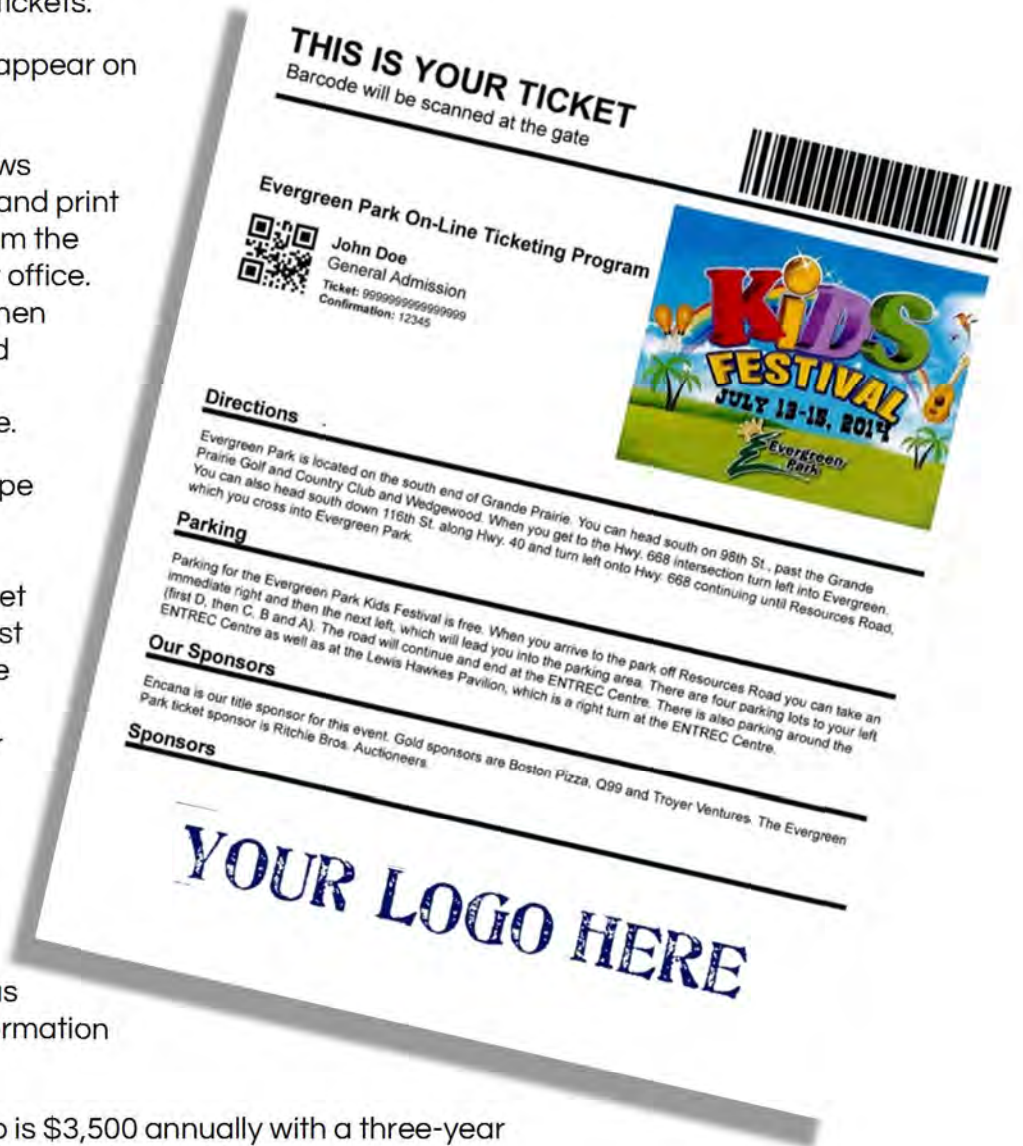 tickets.
appear on
and print
m the
office.
hen
d
e.
pe
et
st
e
us
ormation
o is $3,500 annually with a three-year
THIS IS YOUR TICKET
Barcode will be scanned at the gate
Evergreen Park On-Line Ticketing Program
John Doe
General Admission
Ticket: 99999999999999
Confirmation: 12345
KiDS
FESTIVAL
JULY 13-15, 2014
Evergreen
Park
Directions
Evergreen Park is located on the south end of Grande Prairie. You can head south on 98th St., past the Grande
Prairie Golf and Country Club and Wedgewood. When you get to the Hwy. 668 intersection turn left into Evergreen.
You can also head south down 116th St. along Hwy. 40 and turn left onto Hwy. 668 continuing until Resources Road,
which you cross into Evergreen Park.
Parking
Parking for the Evergreen Park Kids Festival is free. When you arrive to the park off Resources Road you can take an
immediate right and then the next left, which will lead you into the parking area. There are four parking lots to your left
(first D, then C, B and A). The road will continue and end at the ENTREC Centre. There is also parking around the
ENTREC Centre as well as at the Lewis Hawkes Pavilion, which is a right turn at the ENTREC Centre.
Our Sponsors
Encana is our title sponsor for this event. Gold sponsors are Boston Pizza, Q99 and Troyer Ventures. The Evergreen
Park ticket sponsor is Ritchie Bros. Auctioneers.
Sponsors
YOUR LOGO HERE